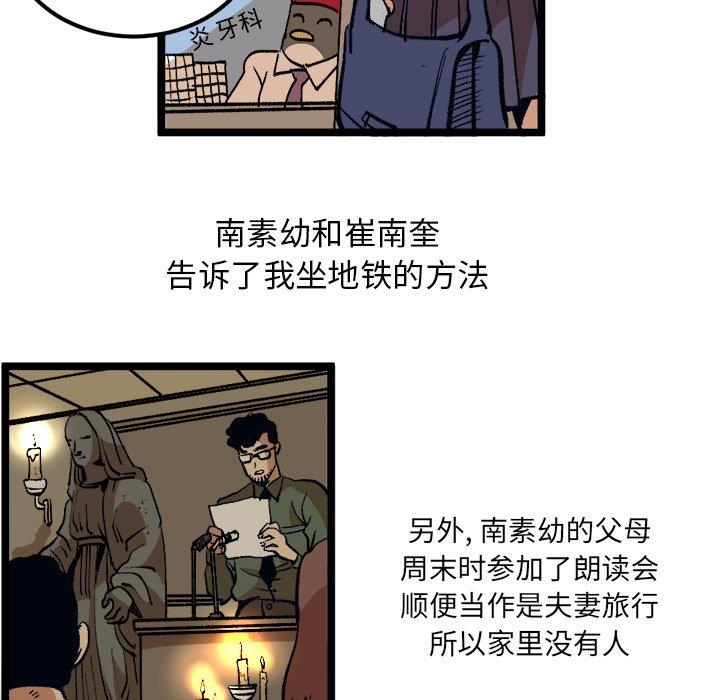 炎牙科
南素幼和崔南奎
告诉了我坐地铁的方法
另外, 南素幼的父母
周末时参加了朗读会
顺便当作是夫妻旅行
所以家里没有人